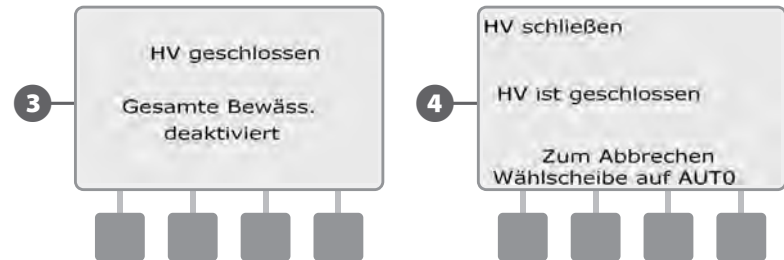 3
HV geschlossen
Gesamte Bewäss.
deaktiviert
4
HV schließen
HV ist geschlossen
Zum Abbrechen
Wählscheibe auf AUT0